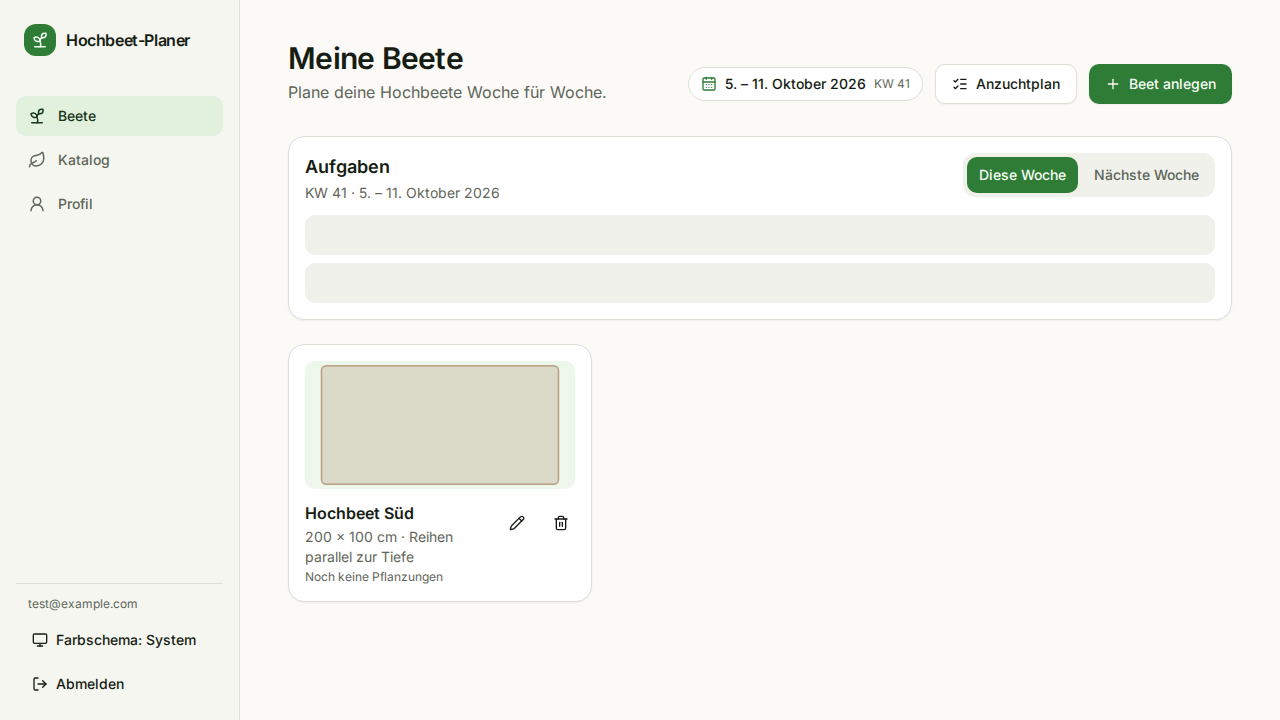 Hochbeet-Planer
Beete
Katalog
Profil
test@example.com
Farbschema: System
Abmelden
Meine Beete
Plane deine Hochbeete Woche für Woche.
5. – 11. Oktober 2026 KW 41
Anzuchtplan
Beet anlegen
Aufgaben
KW 41 · 5. – 11. Oktober 2026
Diese Woche
Nächste Woche
Hochbeet Süd
200 × 100 cm · Reihen
parallel zur Tiefe
Noch keine Pflanzungen